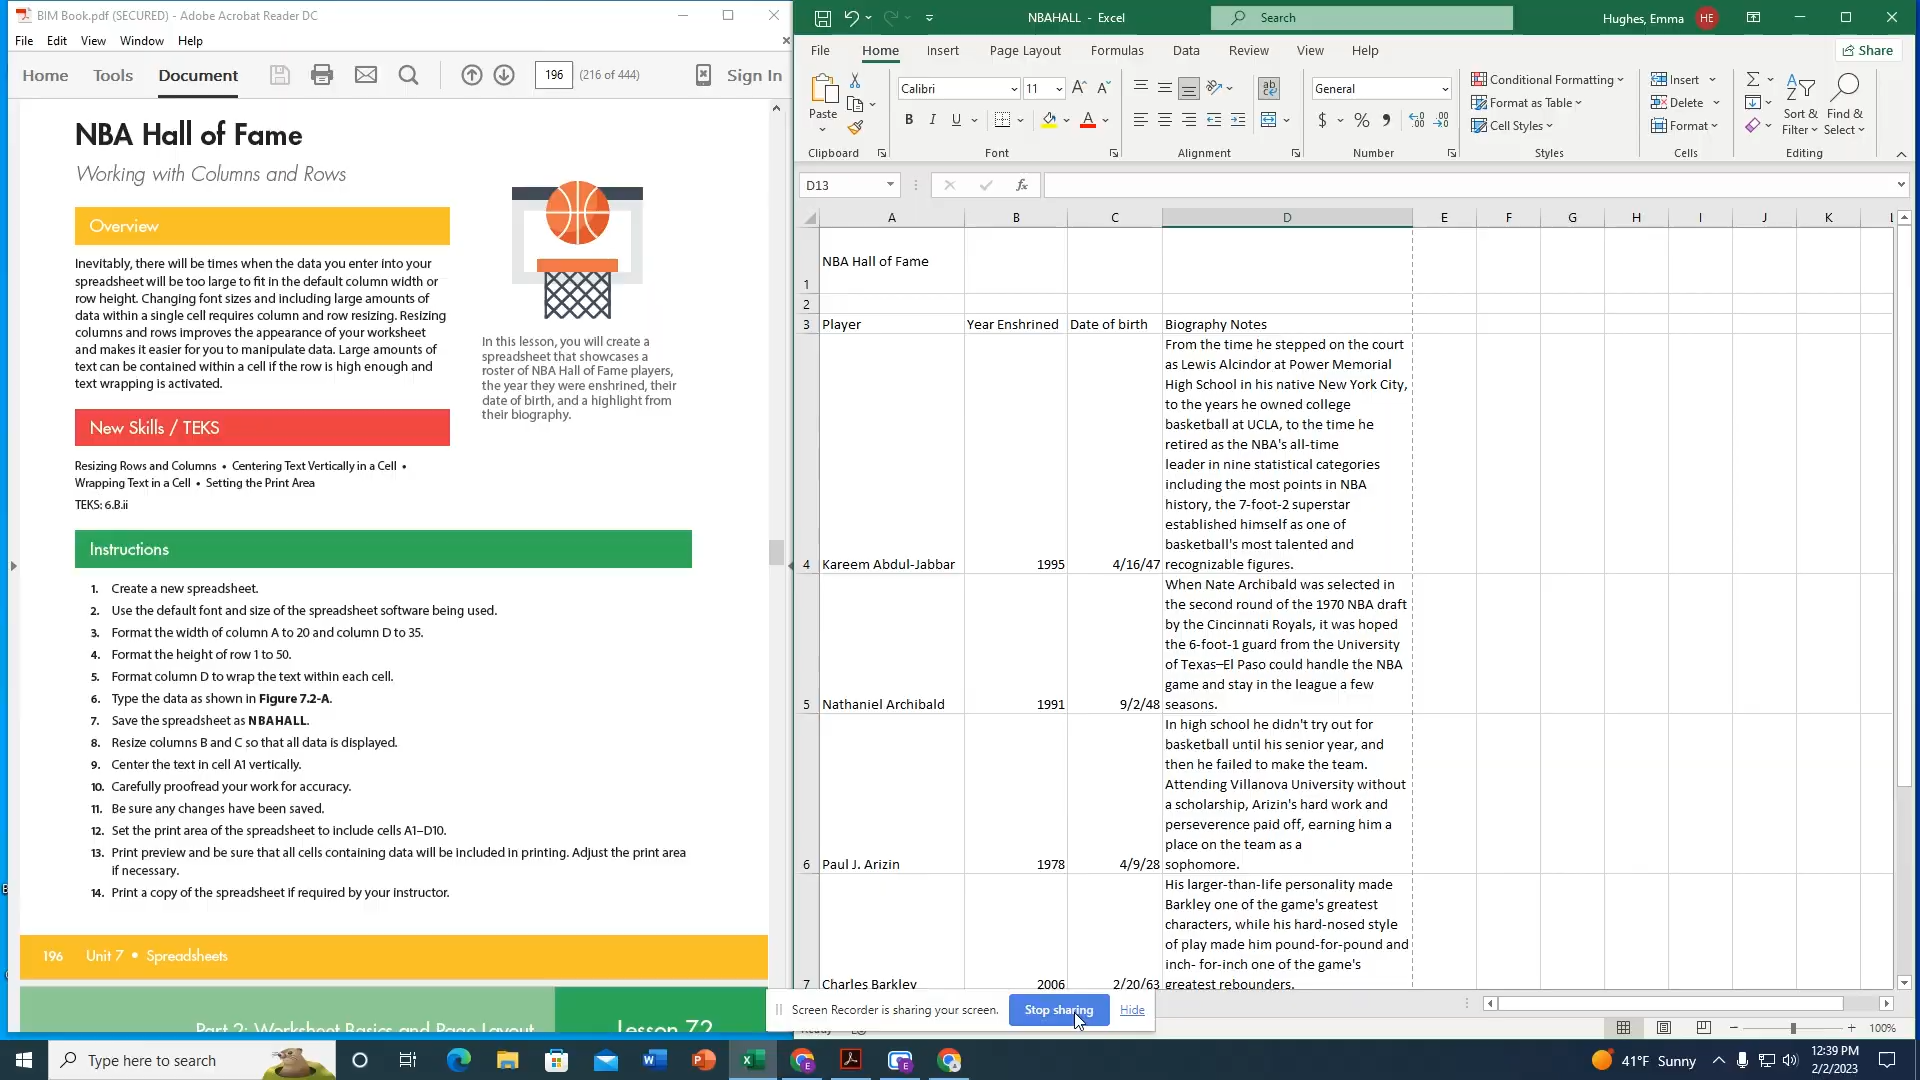 BIM Book.pdf (SECURED) - Adobe Acrobat Reader DC
File Edit View Window Help
Home Tools Document 196 (216 of 444) Sign In
NBA Hall of Fame
Working with Columns and Rows
Overview
Inevitably, there will be times when the data you enter into your
spreadsheet will be too large to fit in the default column width or
row height. Changing font sizes and including large amounts of
data within a single cell requires column and row resizing. Resizing
columns and rows improves the appearance of your worksheet
and makes it easier for you to manipulate data. Large amounts of
text can be contained within a cell if the row is high enough and
text wrapping is activated.
In this lesson, you will create a
spreadsheet that showcases a
roster of NBA Hall of Fame players,
the year they were enshrined, their
date of birth, and a highlight from
their biography.
New Skills / TEKS
Resizing Rows and Columns • Centering Text Vertically in a Cell •
Wrapping Text in a Cell • Setting the Print Area
TEKS: 6.B.ii
Instructions
1. Create a new spreadsheet.
2. Use the default font and size of the spreadsheet software being used.
3. Format the width of column A to 20 and column D to 35.
4. Format the height of row 1 to 50.
5. Format column D to wrap the text within each cell.
6. Type the data as shown in Figure 7.2-A.
7. Save the spreadsheet as NBAHALL.
8. Resize columns B and C so that all data is displayed.
9. Center the text in cell A1 vertically.
10. Carefully proofread your work for accuracy.
11. Be sure any changes have been saved.
12. Set the print area of the spreadsheet to include cells A1–D10.
13. Print preview and be sure that all cells containing data will be included in printing. Adjust the print area
if necessary.
14. Print a copy of the spreadsheet if required by your instructor.
196 Unit 7 • Spreadsheets
Part 2: Worksheet Basics and Page Layout Lesson 72
NBAHALL - Excel Search Hughes, Emma HE
File Home Insert Page Layout Formulas Data Review View Help Share
Calibri 11 General Conditional Formatting Insert
Paste Format as Table Delete Sort & Find &
B I U A $ % Cell Styles Format Filter Select
Clipboard Font Alignment Number Styles Cells Editing
D13 fx
A B C D E F G H I J K L
1 NBA Hall of Fame
2
3 Player Year Enshrined Date of birth Biography Notes
From the time he stepped on the court
as Lewis Alcindor at Power Memorial
High School in his native New York City,
to the years he owned college
basketball at UCLA, to the time he
retired as the NBA's all-time
leader in nine statistical categories
including the most points in NBA
history, the 7-foot-2 superstar
established himself as one of
basketball's most talented and
4 Kareem Abdul-Jabbar 1995 4/16/47 recognizable figures.
When Nate Archibald was selected in
the second round of the 1970 NBA draft
by the Cincinnati Royals, it was hoped
the 6-foot-1 guard from the University
of Texas–El Paso could handle the NBA
game and stay in the league a few
5 Nathaniel Archibald 1991 9/2/48 seasons.
In high school he didn't try out for
basketball until his senior year, and
then he failed to make the team.
Attending Villanova University without
a scholarship, Arizin's hard work and
perseverence paid off, earning him a
place on the team as a
6 Paul J. Arizin 1978 4/9/28 sophomore.
His larger-than-life personality made
Barkley one of the game's greatest
characters, while his hard-nosed style
of play made him pound-for-pound and
inch- for-inch one of the game's
7 Charles Barkley 2006 2/20/63 greatest rebounders.
Screen Recorder is sharing your screen. Stop sharing Hide
Ready 100%
Type here to search 41°F Sunny 12:39 PM
2/2/2023